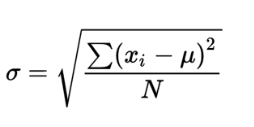 σ = √(∑(xᵢ − μ)² / N)